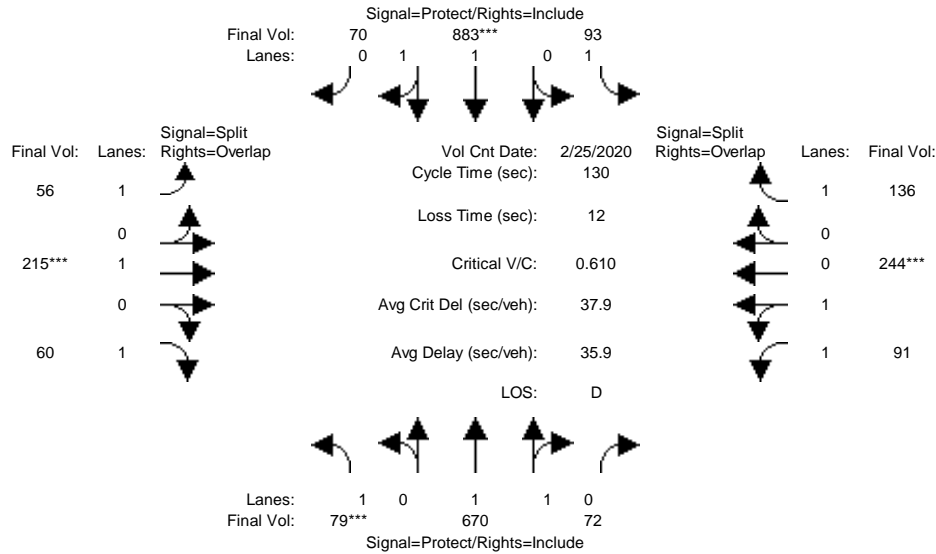 Signal=Protect/Rights=Include
Final Vol: 70 883*** 93
Lanes: 0 1 1 0 1
Signal=Split Signal=Split
Final Vol: Lanes: Rights=Overlap Vol Cnt Date: 2/25/2020 Rights=Overlap Lanes: Final Vol:
Cycle Time (sec): 130
56 1 1 136
Loss Time (sec): 12
0 0
215*** 1 Critical V/C: 0.610 0 244***
0 Avg Crit Del (sec/veh): 37.9 1
60 1 Avg Delay (sec/veh): 35.9 1 91
LOS: D
Lanes: 1 0 1 1 0
Final Vol: 79*** 670 72
Signal=Protect/Rights=Include